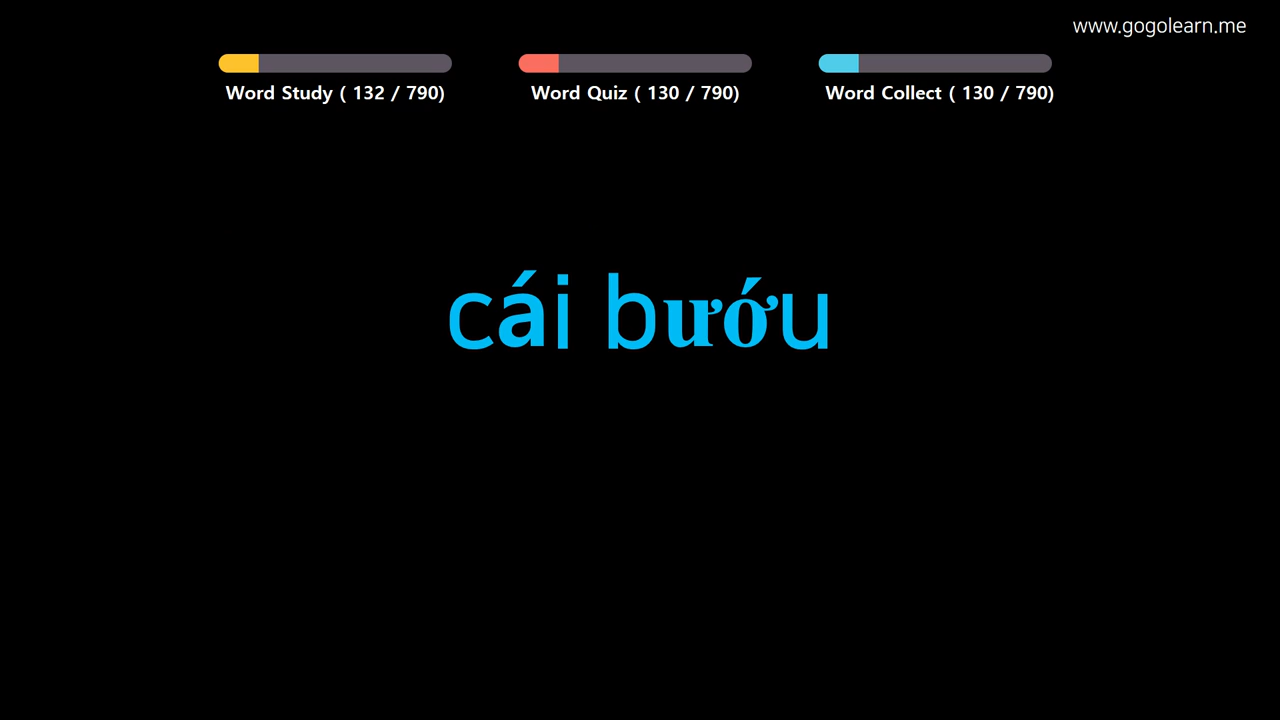 www.gogolearn.me
Word Study ( 132 / 790)
Word Quiz ( 130 / 790)
Word Collect ( 130 / 790)
cái bướu